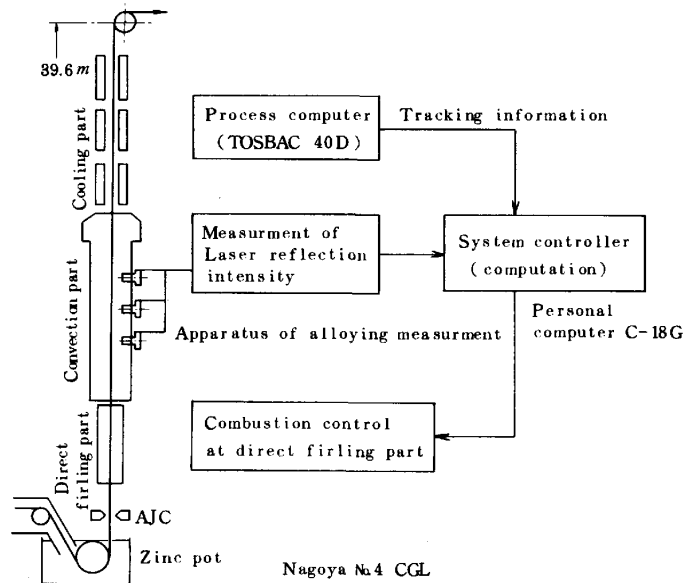 39.6 m
Cooling part
Process computer
(TOSBAC 40D)
Tracking information
Measurment of
Laser reflection
intensity
System controller
(computation)
Convection part
Personal
computer C-18G
Apparatus of alloying measurment
Combustion control
at direct firling part
Direct
firling part
AJC
Zinc pot
Nagoya №4 CGL